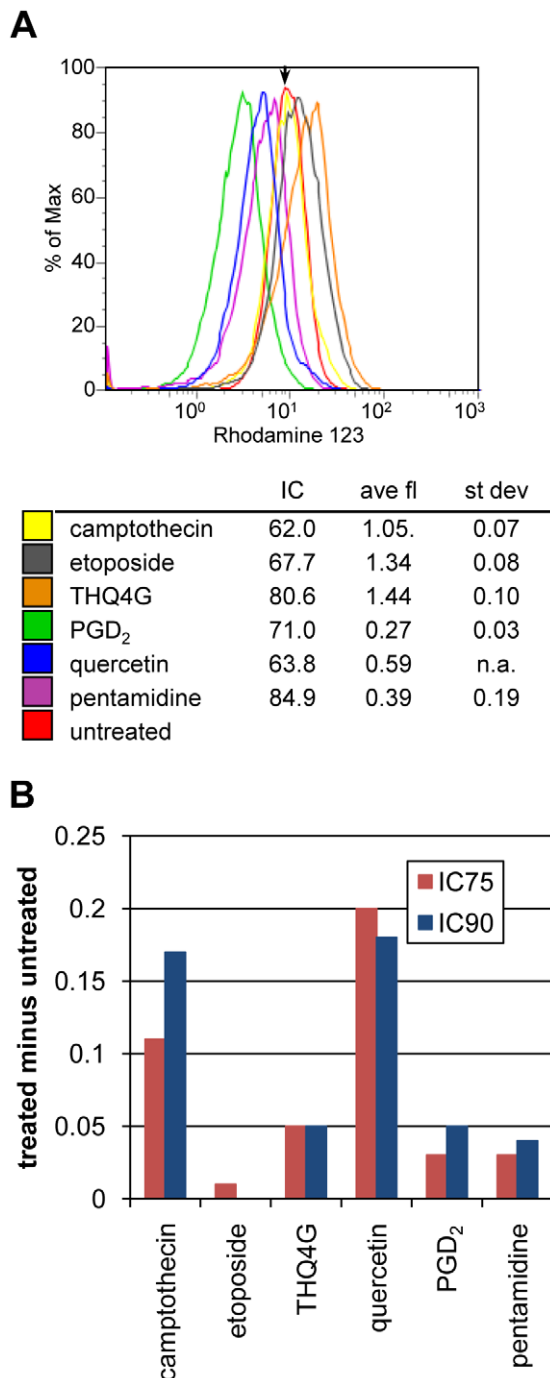 A
100
80
60
40
20
0
% of Max
10⁰ 10¹ 10² 10³
Rhodamine 123
IC ave fl st dev
camptothecin 62.0 1.05. 0.07
etoposide 67.7 1.34 0.08
THQ4G 80.6 1.44 0.10
PGD₂ 71.0 0.27 0.03
quercetin 63.8 0.59 n.a.
pentamidine 84.9 0.39 0.19
untreated
B
0.25
0.2
0.15
0.1
0.05
0
treated minus untreated
IC75
IC90
camptothecin
etoposide
THQ4G
quercetin
PGD₂
pentamidine